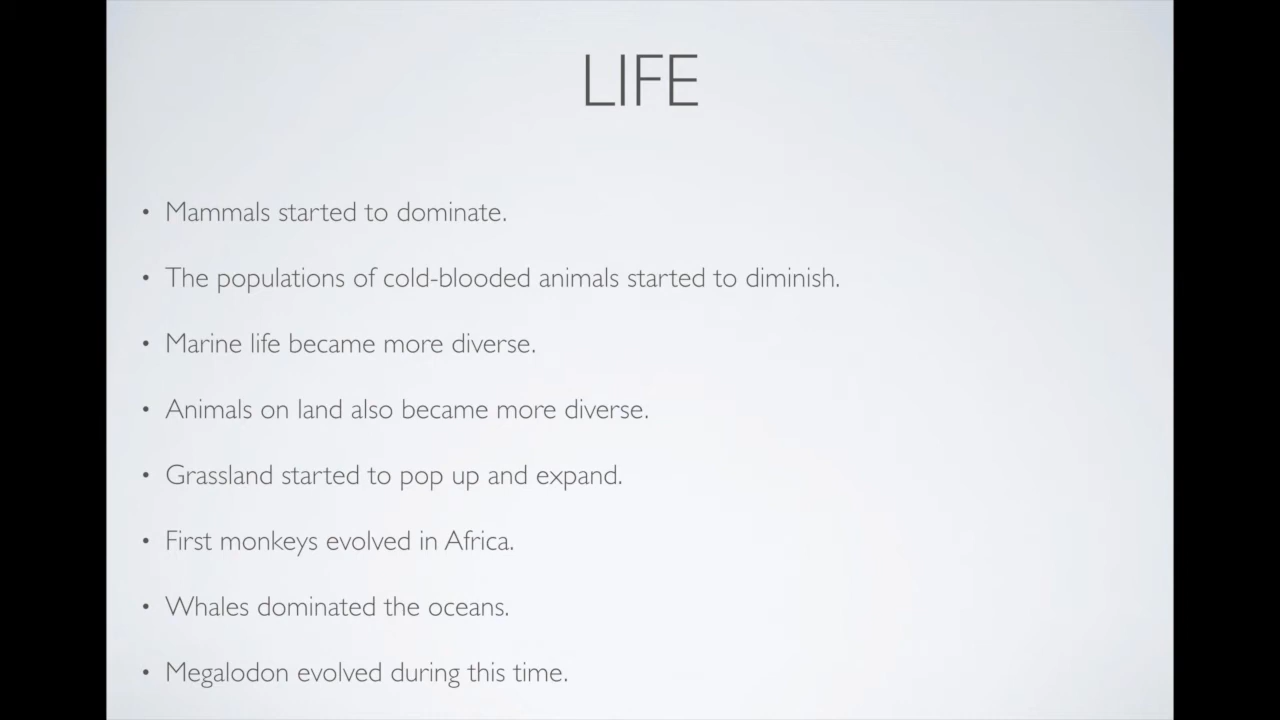 LIFE
• Mammals started to dominate.
• The populations of cold-blooded animals started to diminish.
• Marine life became more diverse.
• Animals on land also became more diverse.
• Grassland started to pop up and expand.
• First monkeys evolved in Africa.
• Whales dominated the oceans.
• Megalodon evolved during this time.